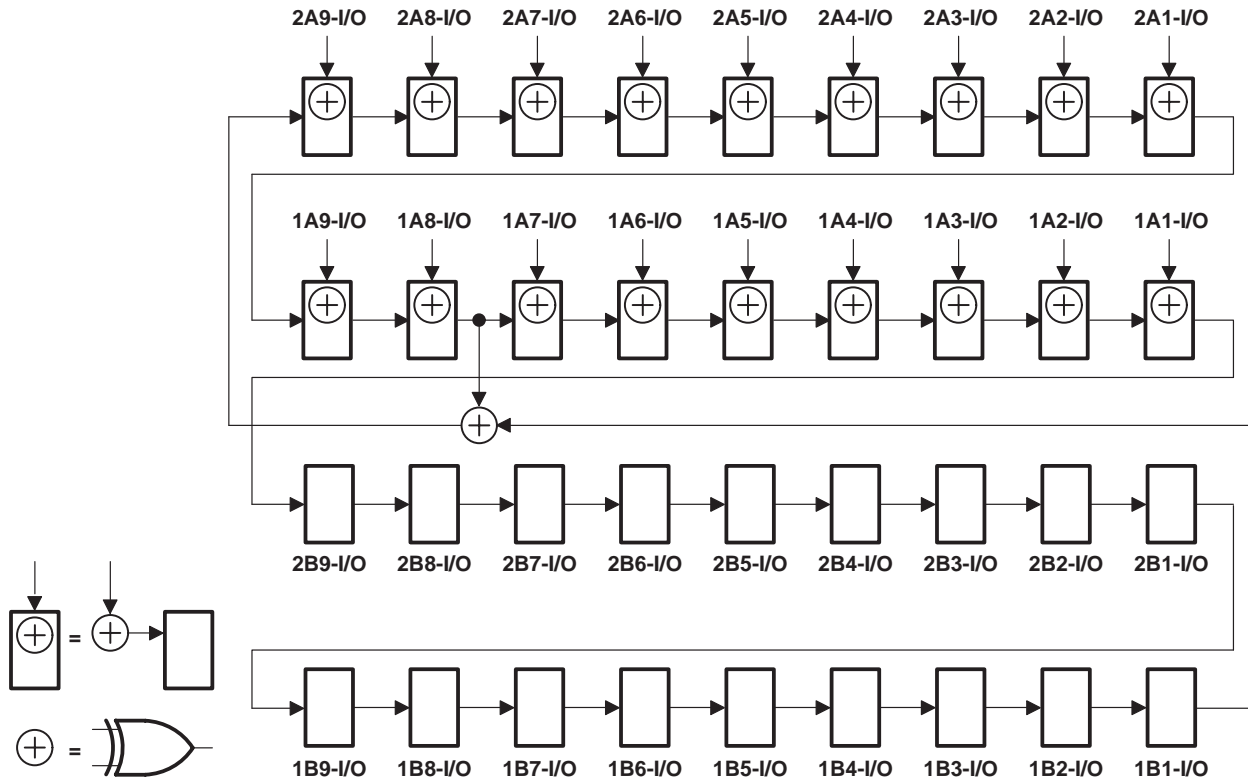 2A9-I/O 2A8-I/O 2A7-I/O 2A6-I/O 2A5-I/O 2A4-I/O 2A3-I/O 2A2-I/O 2A1-I/O
1A9-I/O 1A8-I/O 1A7-I/O 1A6-I/O 1A5-I/O 1A4-I/O 1A3-I/O 1A2-I/O 1A1-I/O
2B9-I/O 2B8-I/O 2B7-I/O 2B6-I/O 2B5-I/O 2B4-I/O 2B3-I/O 2B2-I/O 2B1-I/O
=
=
1B9-I/O 1B8-I/O 1B7-I/O 1B6-I/O 1B5-I/O 1B4-I/O 1B3-I/O 1B2-I/O 1B1-I/O